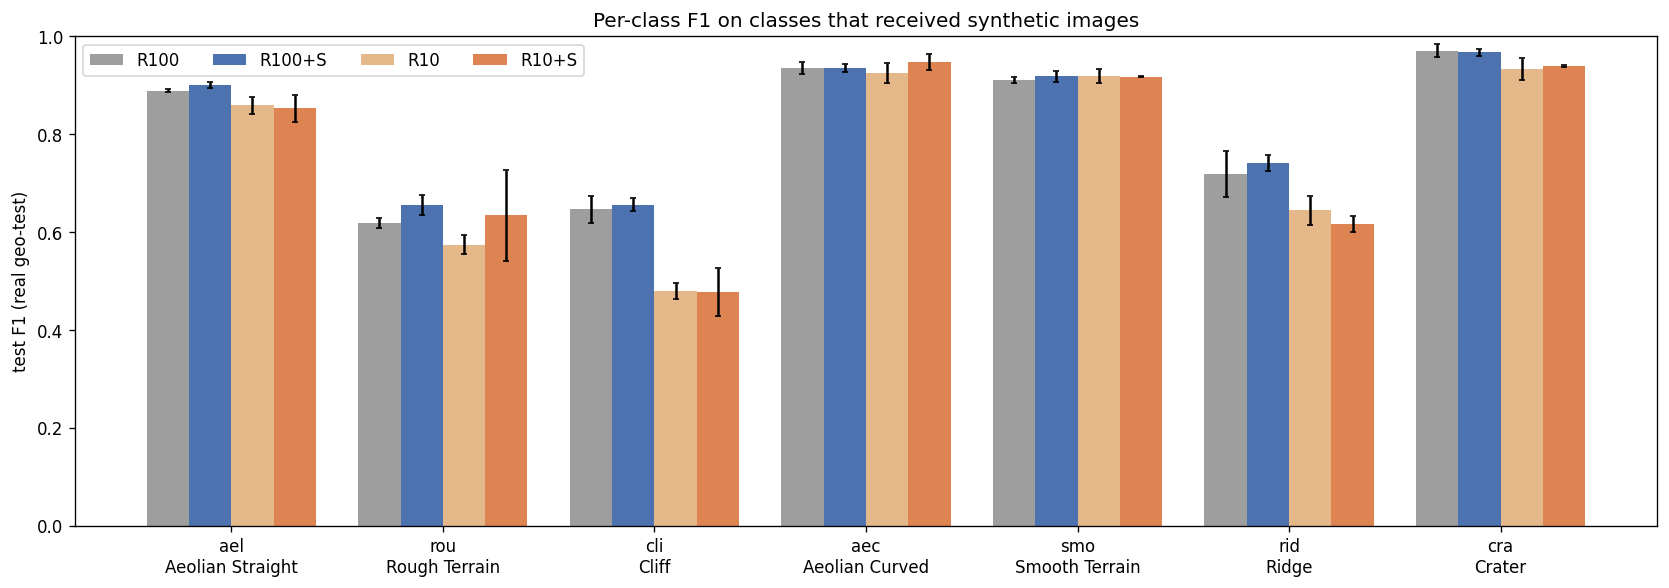 Per-class F1 on classes that received synthetic images
R100 R100+S R10 R10+S
test F1 (real geo-test)
1.0
0.8
0.6
0.4
0.2
0.0
ael rou cli aec smo rid cra
Aeolian Straight Rough Terrain Cliff Aeolian Curved Smooth Terrain Ridge Crater